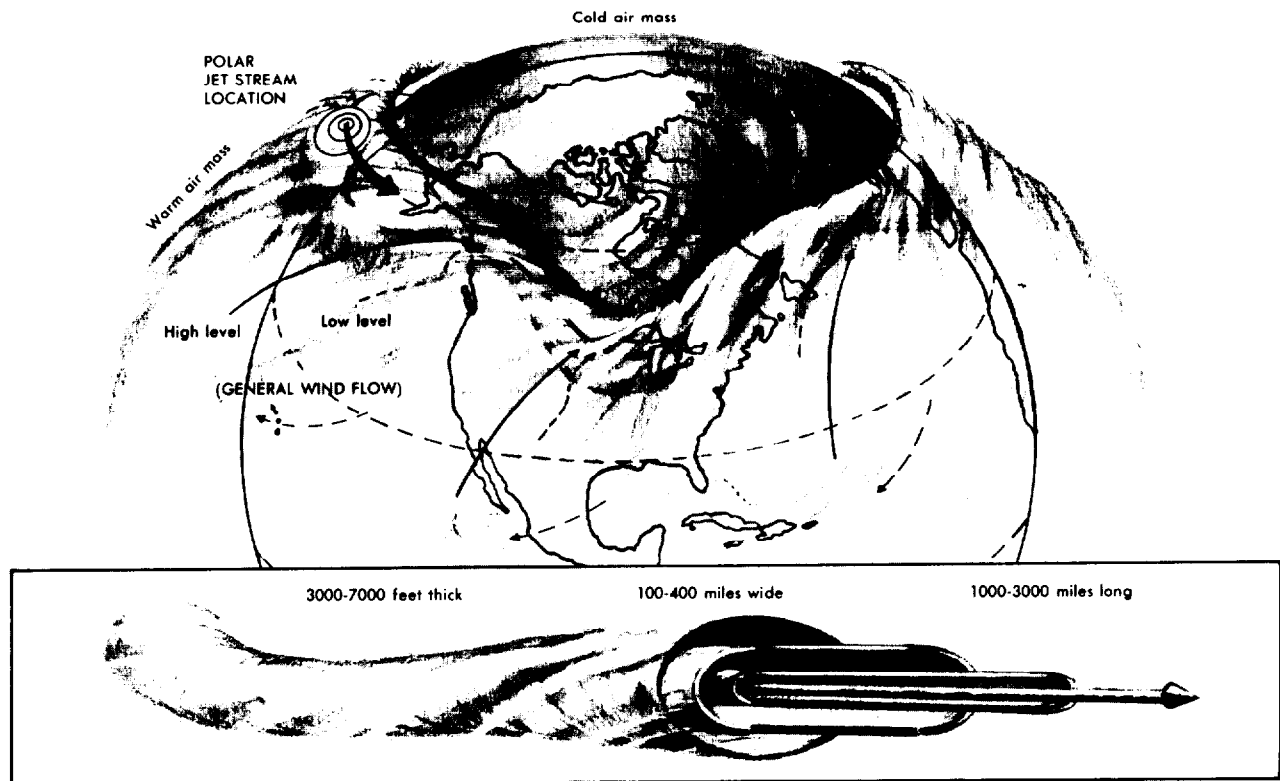 Cold air mass
POLAR
JET STREAM
LOCATION
Warm air mass
High level
Low level
(GENERAL WIND FLOW)
3000-7000 feet thick
100-400 miles wide
1000-3000 miles long